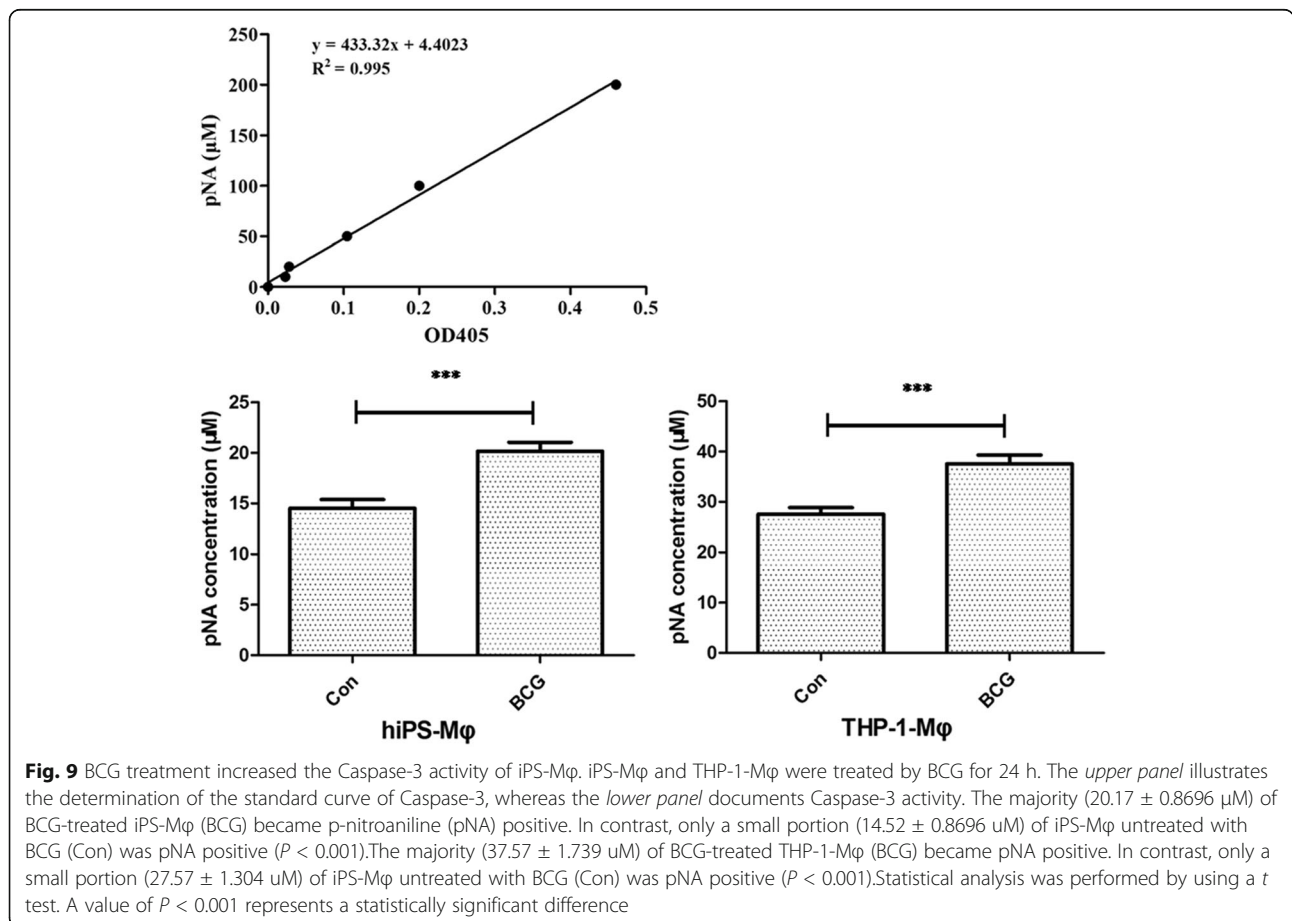 y = 433.32x + 4.4023
R² = 0.995
pNA (µM)
250
200
150
100
50
0
0.0 0.1 0.2 0.3 0.4 0.5
OD405
***
pNA concentration (µM)
25
20
15
10
5
0
Con BCG
hiPS-Mφ
***
pNA concentration (µM)
50
40
30
20
10
0
Con BCG
THP-1-Mφ
Fig. 9 BCG treatment increased the Caspase-3 activity of iPS-Mφ. iPS-Mφ and THP-1-Mφ were treated by BCG for 24 h. The upper panel illustrates
the determination of the standard curve of Caspase-3, whereas the lower panel documents Caspase-3 activity. The majority (20.17 ± 0.8696 µM) of
BCG-treated iPS-Mφ (BCG) became p-nitroaniline (pNA) positive. In contrast, only a small portion (14.52 ± 0.8696 uM) of iPS-Mφ untreated with
BCG (Con) was pNA positive (P < 0.001).The majority (37.57 ± 1.739 uM) of BCG-treated THP-1-Mφ (BCG) became pNA positive. In contrast, only a
small portion (27.57 ± 1.304 uM) of iPS-Mφ untreated with BCG (Con) was pNA positive (P < 0.001).Statistical analysis was performed by using a t
test. A value of P < 0.001 represents a statistically significant difference